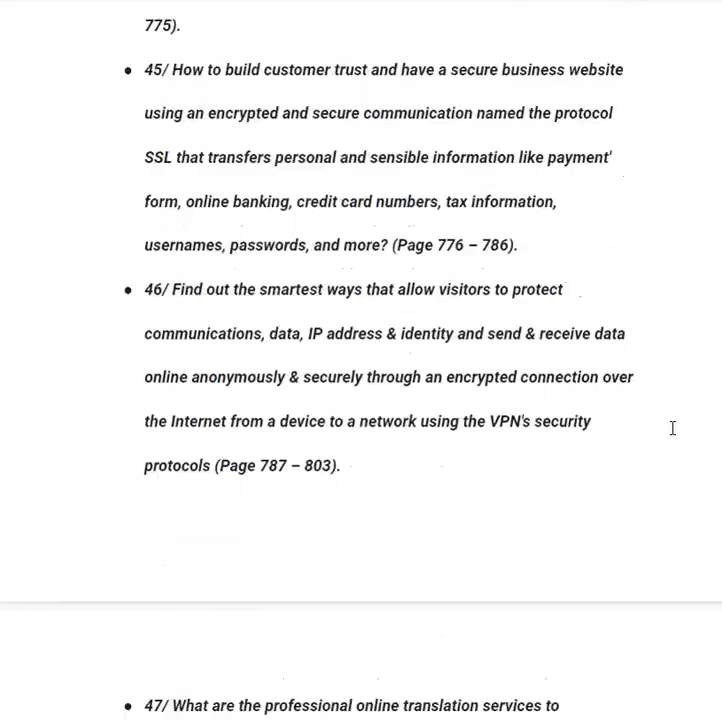 775).
● 45/ How to build customer trust and have a secure business website
using an encrypted and secure communication named the protocol
SSL that transfers personal and sensible information like payment'
form, online banking, credit card numbers, tax information,
usernames, passwords, and more? (Page 776 – 786).
● 46/ Find out the smartest ways that allow visitors to protect
communications, data, IP address & identity and send & receive data
online anonymously & securely through an encrypted connection over
the Internet from a device to a network using the VPN's security
protocols (Page 787 – 803).
● 47/ What are the professional online translation services to